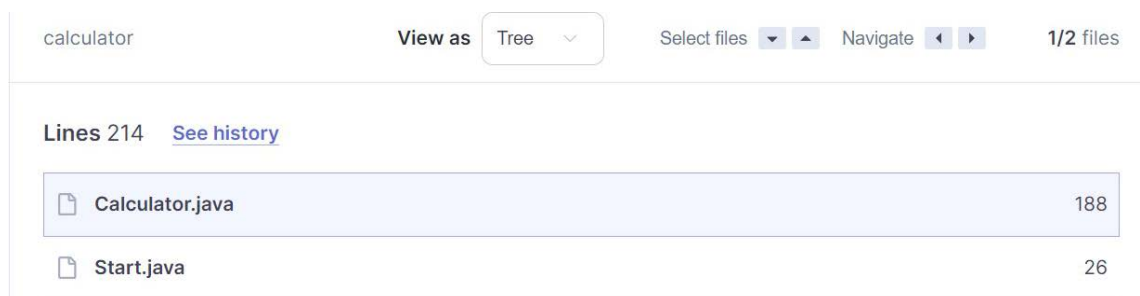 calculator View as Tree Select files Navigate 1/2 files
Lines 214 See history
Calculator.java 188
Start.java 26